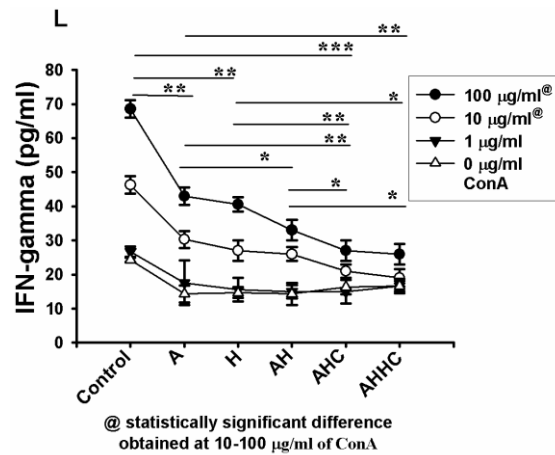 L
**
***
**
**
*
**
**
*
*
*
80
70
60
50
40
30
20
10
0
IFN-gamma (pg/ml)
Control
A
H
AH
AHC
AHHC
100 µg/ml@
10 µg/ml@
1 µg/ml
0 µg/ml
ConA
@ statistically significant difference
obtained at 10-100 µg/ml of ConA